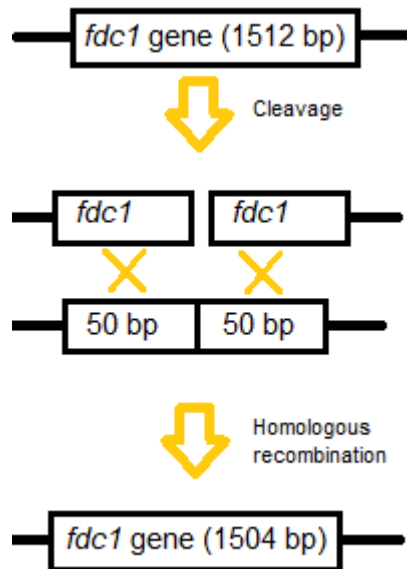 fdc1 gene (1512 bp)
Cleavage
fdc1 fdc1
50 bp 50 bp
Homologous
recombination
fdc1 gene (1504 bp)